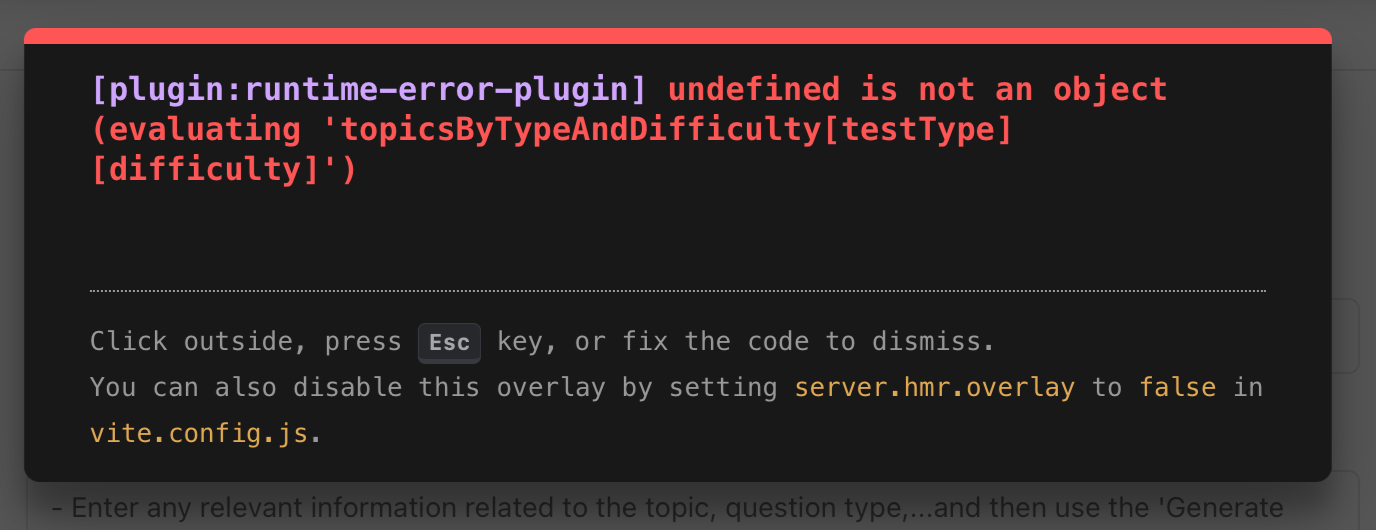 [plugin:runtime-error-plugin] undefined is not an object
(evaluating 'topicsByTypeAndDifficulty[testType]
[difficulty]')
Click outside, press Esc key, or fix the code to dismiss.
You can also disable this overlay by setting server.hmr.overlay to false in
vite.config.js.
- Enter any relevant information related to the topic, question type,...and then use the 'Generate